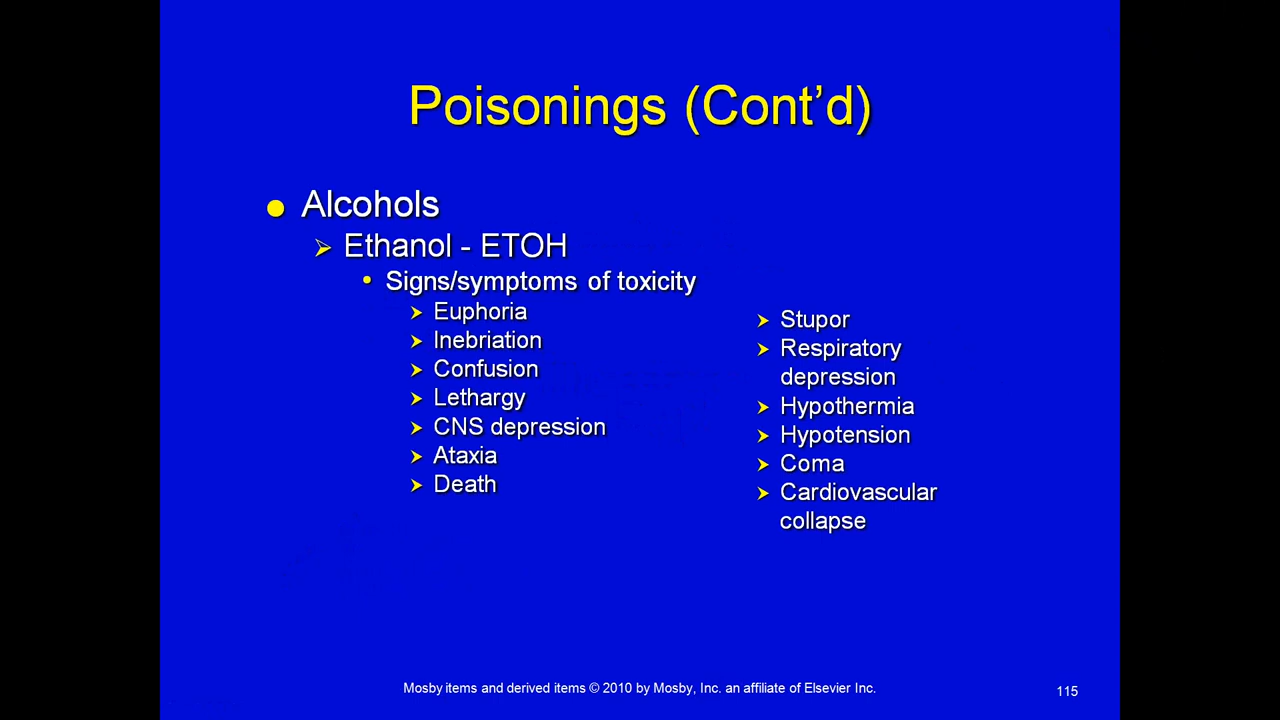 Poisonings (Cont’d)
Alcohols
Ethanol - ETOH
Signs/symptoms of toxicity
Euphoria
Inebriation
Confusion
Lethargy
CNS depression
Ataxia
Death
Stupor
Respiratory
depression
Hypothermia
Hypotension
Coma
Cardiovascular
collapse
Mosby items and derived items © 2010 by Mosby, Inc. an affiliate of Elsevier Inc.
115